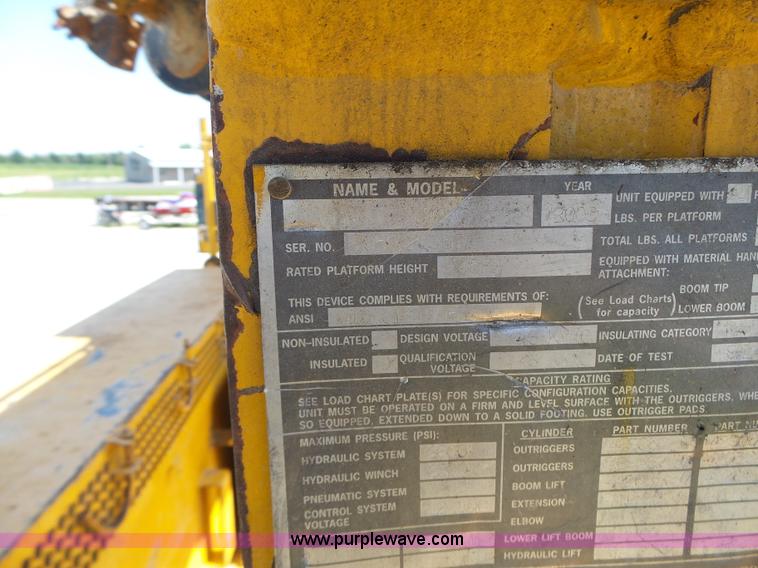 NAME & MODEL YEAR UNIT EQUIPPED WITH
LBS. PER PLATFORM
SER. NO. TOTAL LBS. ALL PLATFORMS
RATED PLATFORM HEIGHT EQUIPPED WITH MATERIAL HAN
ATTACHMENT:
THIS DEVICE COMPLIES WITH REQUIREMENTS OF: (See Load Charts BOOM TIP
ANSI for capacity) LOWER BOOM
NON-INSULATED DESIGN VOLTAGE INSULATING CATEGORY
INSULATED QUALIFICATION VOLTAGE DATE OF TEST
CAPACITY RATING
SEE LOAD CHART PLATE(S) FOR SPECIFIC CONFIGURATION CAPACITIES.
UNIT MUST BE OPERATED ON A FIRM AND LEVEL SURFACE WITH THE OUTRIGGERS, WHE
SO EQUIPPED, EXTENDED DOWN TO A SOLID FOOTING. USE OUTRIGGER PADS
MAXIMUM PRESSURE (PSI): CYLINDER PART NUMBER PART N
HYDRAULIC SYSTEM OUTRIGGERS
OUTRIGGERS
HYDRAULIC WINCH BOOM LIFT
PNEUMATIC SYSTEM EXTENSION
CONTROL SYSTEM
VOLTAGE ELBOW
LOWER LIFT BOOM
www.purplewave.com
HYDRAULIC LIFT